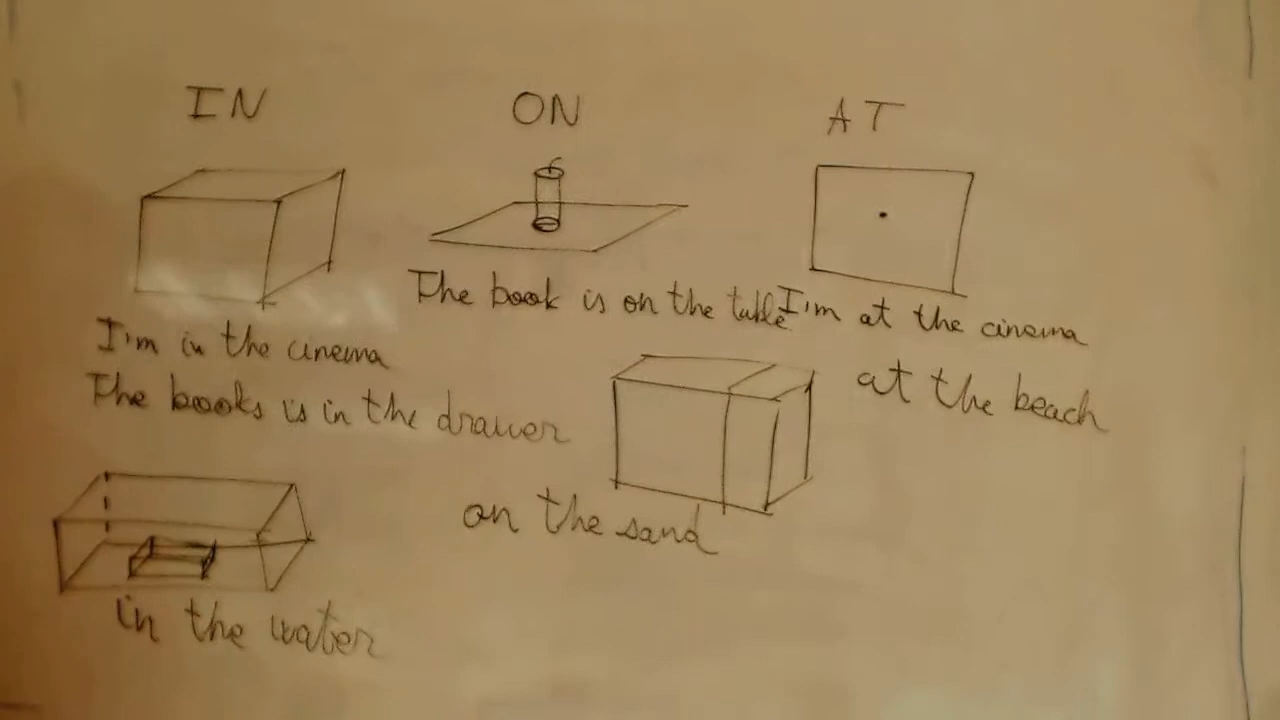 IN
ON
AT
The book is on the table
I'm at the cinema
I'm in the cinema
at the beach
The books is in the drawer
on the sand
in the water